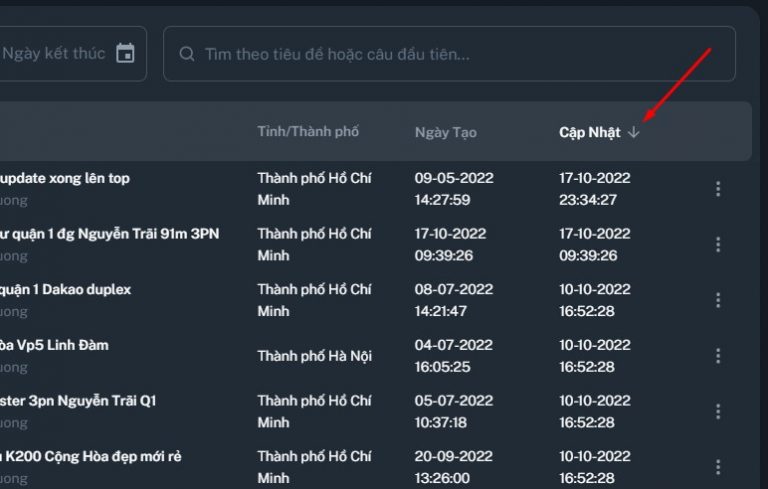 Ngày kết thúc
Tìm theo tiêu đề hoặc câu đầu tiên...
Tỉnh/Thành phố Ngày Tạo Cập Nhật
update xong lên top Thành phố Hồ Chí 09-05-2022 17-10-2022
uong Minh 14:27:59 23:34:27
ư quận 1 đg Nguyễn Trãi 91m 3PN Thành phố Hồ Chí 17-10-2022 17-10-2022
uong Minh 09:39:26 09:39:26
quận 1 Dakao duplex Thành phố Hồ Chí 08-07-2022 10-10-2022
uong Minh 14:21:47 16:52:28
òa Vp5 Linh Đàm Thành phố Hà Nội 04-07-2022 10-10-2022
uong 16:05:25 16:52:28
ster 3pn Nguyễn Trãi Q1 Thành phố Hồ Chí 05-07-2022 10-10-2022
uong Minh 10:37:18 16:52:28
K200 Cộng Hòa đẹp mới rẻ Thành phố Hồ Chí 20-09-2022 10-10-2022
uong Minh 13:26:00 16:52:28